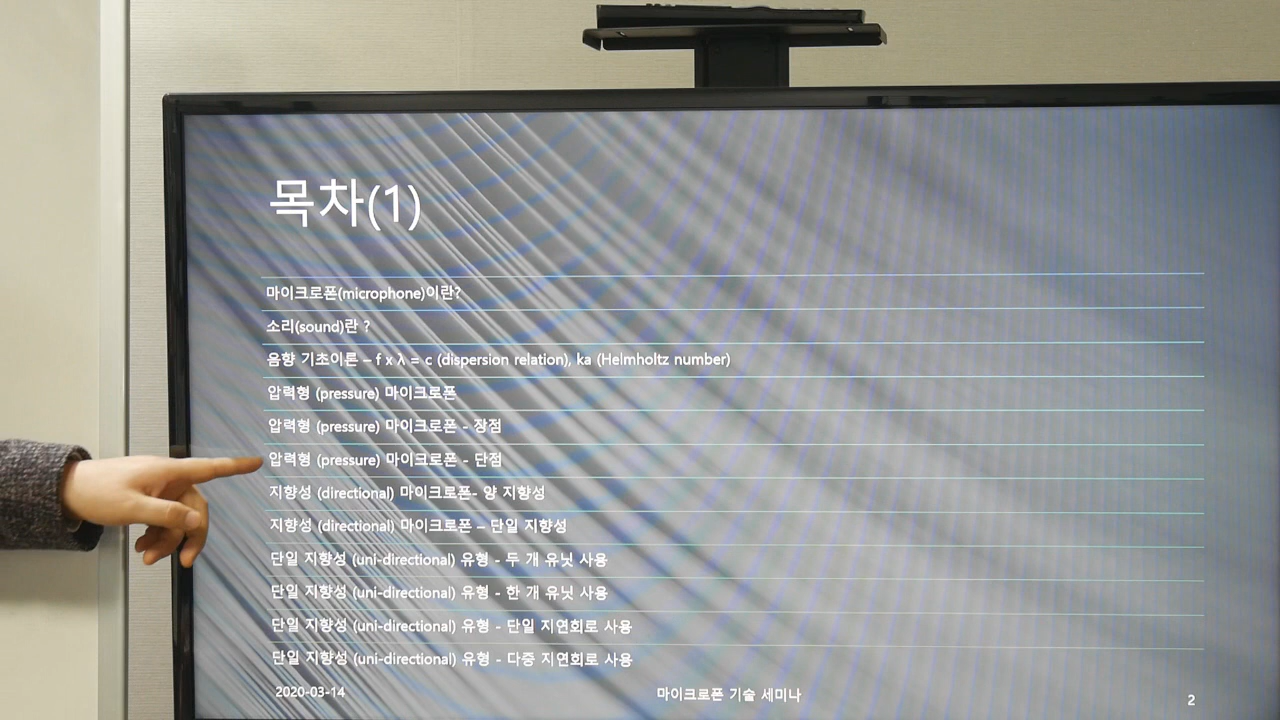 목차(1)
마이크로폰(microphone)이란?
소리(sound)란 ?
음향 기초이론 – f x λ = c (dispersion relation), ka (Helmholtz number)
압력형 (pressure) 마이크로폰
압력형 (pressure) 마이크로폰 - 장점
압력형 (pressure) 마이크로폰 - 단점
지향성 (directional) 마이크로폰- 양 지향성
지향성 (directional) 마이크로폰 – 단일 지향성
단일 지향성 (uni-directional) 유형 - 두 개 유닛 사용
단일 지향성 (uni-directional) 유형 - 한 개 유닛 사용
단일 지향성 (uni-directional) 유형 - 단일 지연회로 사용
단일 지향성 (uni-directional) 유형 - 다중 지연회로 사용
2020-03-14 마이크로폰 기술 세미나 2